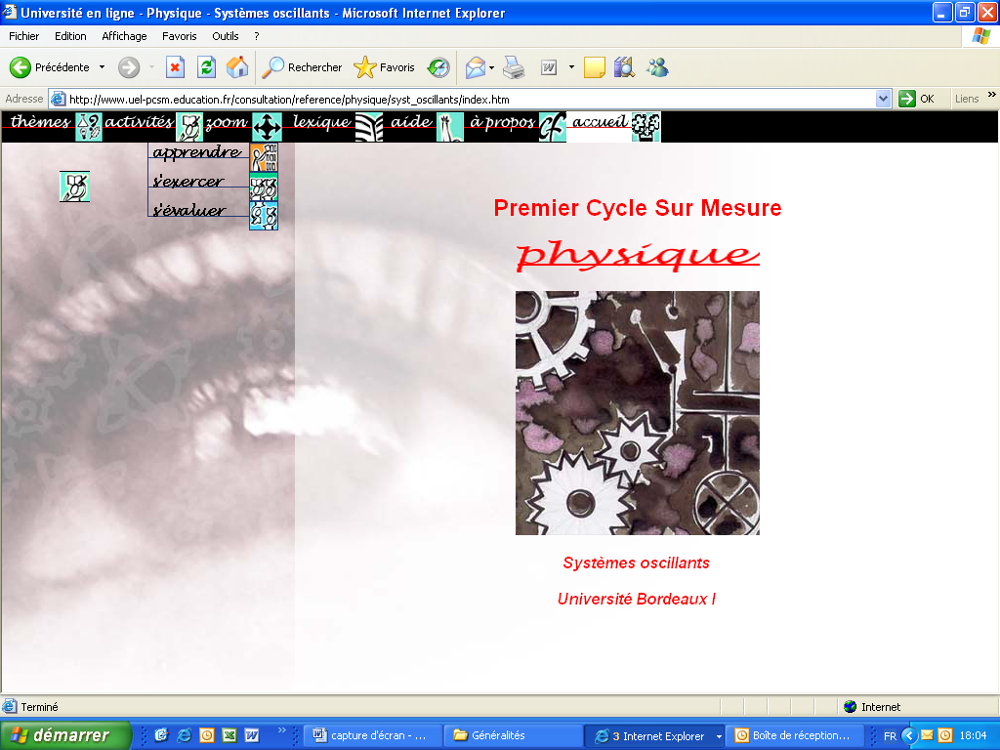 Université en ligne - Physique - Systèmes oscillants - Microsoft Internet Explorer
Fichier Edition Affichage Favoris Outils ?
Précédente Rechercher Favoris
Adresse http://www.uel-pcsm.education.fr/consultation/reference/physique/syst_oscillants/index.htm OK Liens »
thèmes activités zoom lexique aide à propos accueil
apprendre
s'exercer
s'évaluer
Premier Cycle Sur Mesure
physique
Systèmes oscillants
Université Bordeaux I
Terminé Internet
démarrer » capture d'écran - ... Généralités 3 Internet Explorer Boîte de réception... FR 18:04